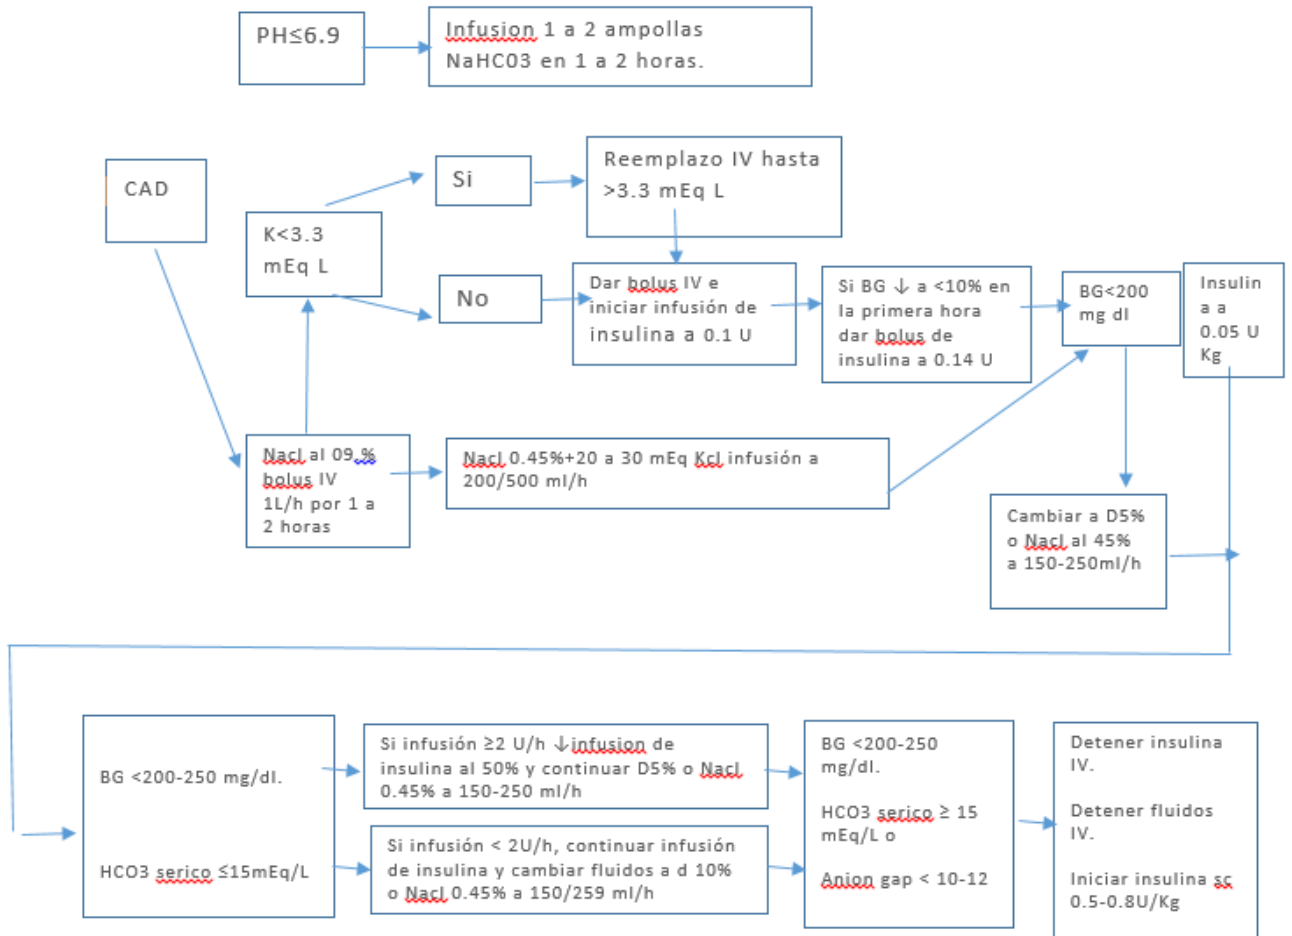 PH≤6.9
Infusion 1 a 2 ampollas
NaHC03 en 1 a 2 horas.
CAD
K<3.3
mEq L
Si
Reemplazo IV hasta
>3.3 mEq L
No
Dar bolus IV e
iniciar infusión de
insulina a 0.1 U
Si BG ↓ a <10% en
la primera hora
dar bolus de
insulina a 0.14 U
BG<200
mg dl
Insulin
a a
0.05 U
Kg
Nacl al 09.%
bolus IV
1L/h por 1 a
2 horas
Nacl 0.45%+20 a 30 mEq Kcl infusión a
200/500 ml/h
Cambiar a D5%
o Nacl al 45%
a 150-250ml/h
BG <200-250 mg/dl.
HCO3 serico ≤15mEq/L
Si infusión ≥2 U/h ↓infusion de
insulina al 50% y continuar D5% o Nacl
0.45% a 150-250 ml/h
Si infusión < 2U/h, continuar infusión
de insulina y cambiar fluidos a d 10%
o Nacl 0.45% a 150/259 ml/h
BG <200-250
mg/dl.
HCO3 serico ≥ 15
mEq/L o
Anion gap < 10-12
Detener insulina
IV.
Detener fluidos
IV.
Iniciar insulina sc
0.5-0.8U/Kg